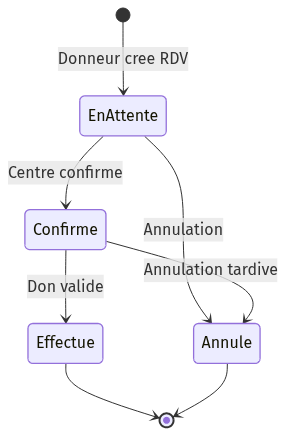 Donneur cree RDV
EnAttente
Centre confirme
Confirme
Annulation
Annulation tardive
Don valide
Effectue
Annule